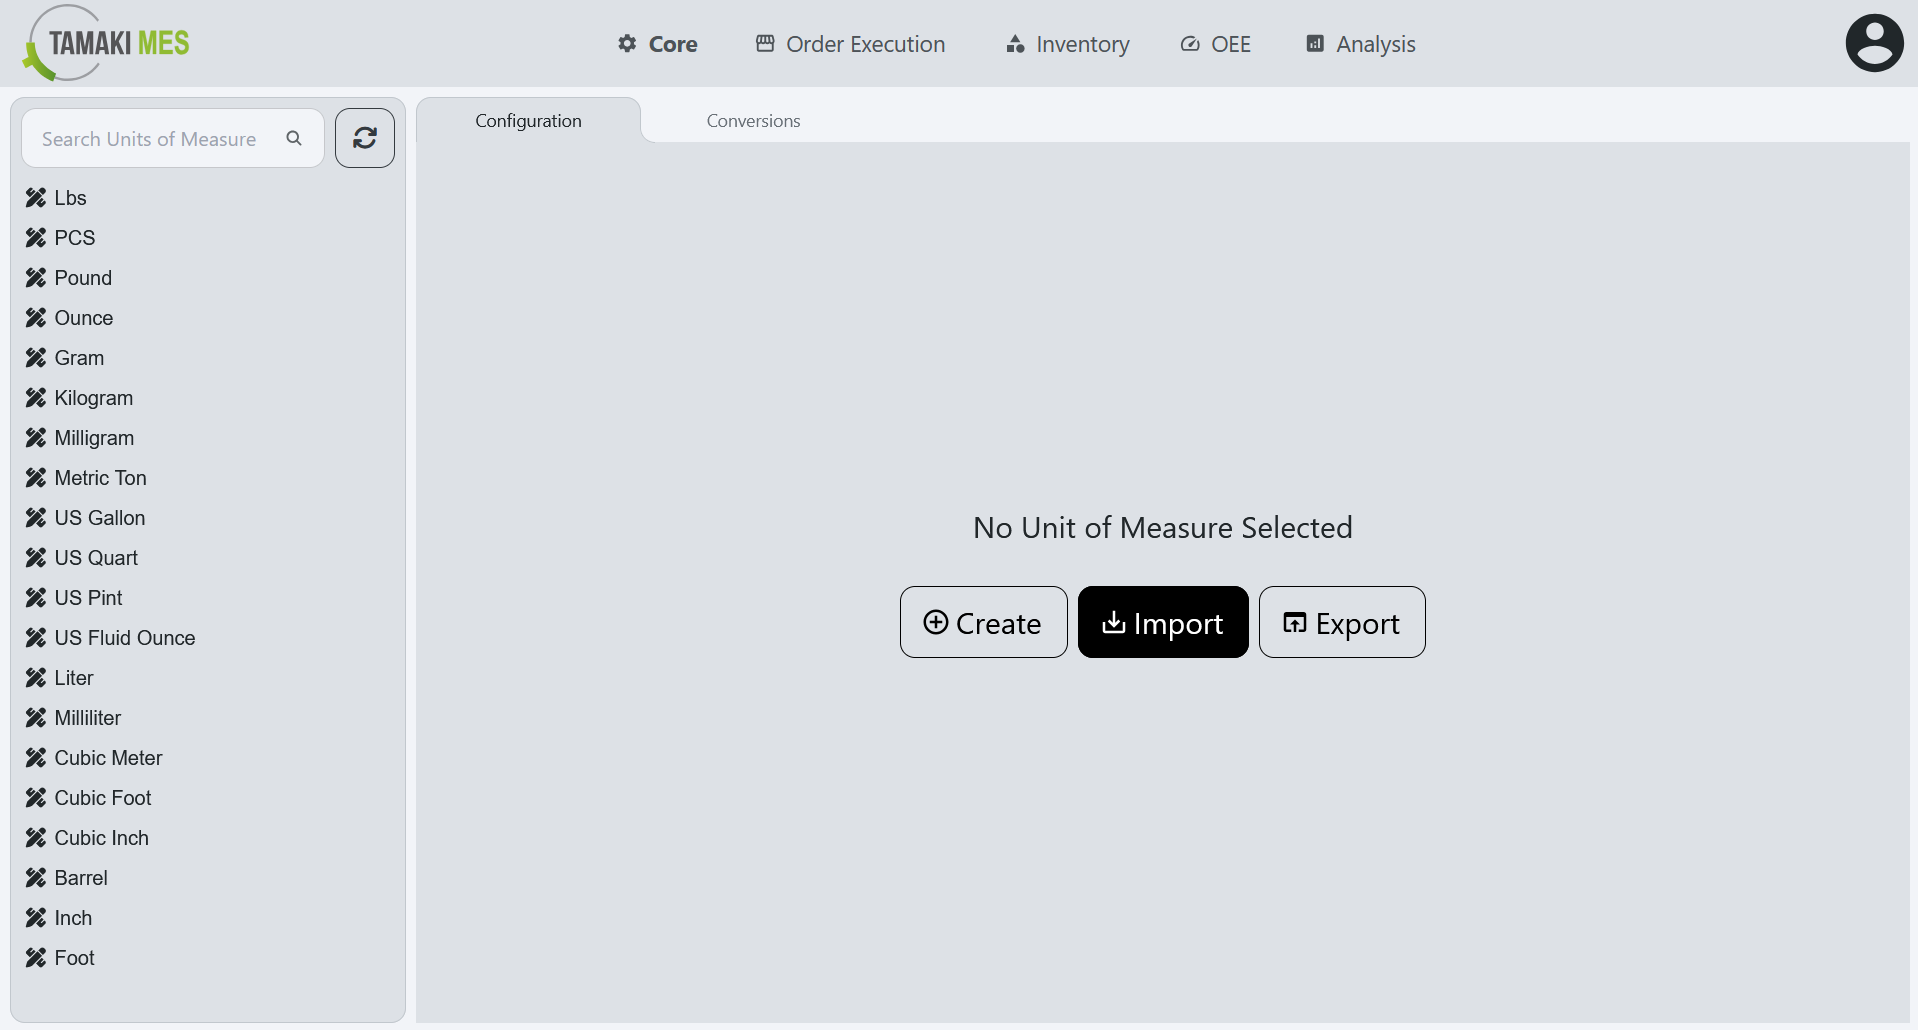 TAMAKI MES
Core
Order Execution
Inventory
OEE
Analysis
Search Units of Measure
Lbs
PCS
Pound
Ounce
Gram
Kilogram
Milligram
Metric Ton
US Gallon
US Quart
US Pint
US Fluid Ounce
Liter
Milliliter
Cubic Meter
Cubic Foot
Cubic Inch
Barrel
Inch
Foot
Configuration
Conversions
No Unit of Measure Selected
Create
Import
Export